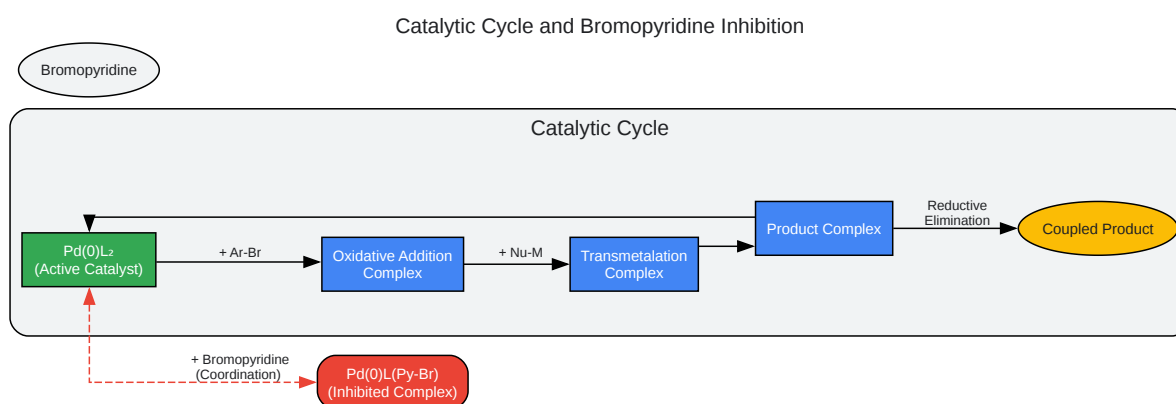 Catalytic Cycle and Bromopyridine Inhibition
Bromopyridine
Catalytic Cycle
Pd(0)L₂
(Active Catalyst)
+ Ar-Br
Oxidative Addition
Complex
+ Nu-M
Transmetalation
Complex
Product Complex
Reductive
Elimination
Coupled Product
+ Bromopyridine
(Coordination)
Pd(0)L(Py-Br)
(Inhibited Complex)